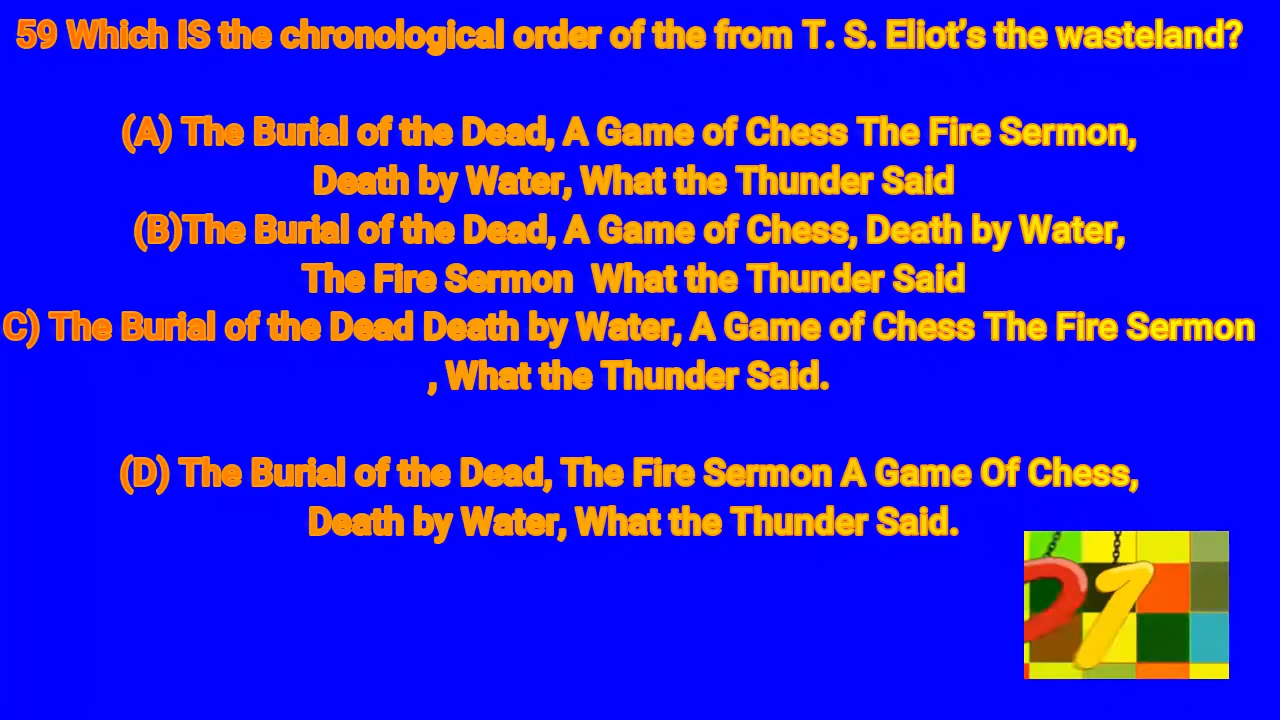 59 Which IS the chronological order of the from T. S. Eliot’s the wasteland?
(A) The Burial of the Dead, A Game of Chess The Fire Sermon,
Death by Water, What the Thunder Said
(B)The Burial of the Dead, A Game of Chess, Death by Water,
The Fire Sermon  What the Thunder Said
C) The Burial of the Dead Death by Water, A Game of Chess The Fire Sermon
, What the Thunder Said.
(D) The Burial of the Dead, The Fire Sermon A Game Of Chess,
Death by Water, What the Thunder Said.